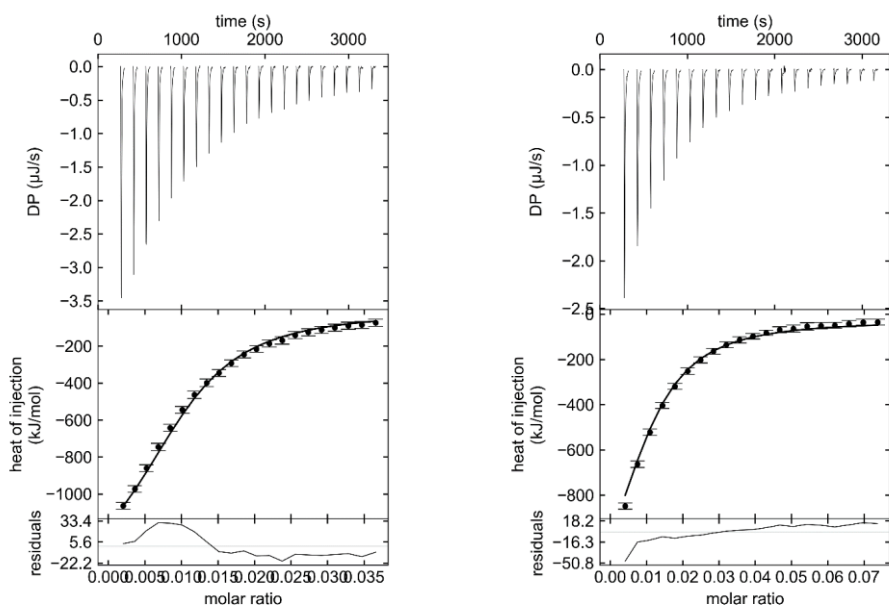 time (s)
0 1000 2000 3000
0.0
−0.5
−1.0
−1.5
−2.0
−2.5
−3.0
−3.5
DP (µJ/s)
−200
−400
−600
−800
−1000
heat of injection
(kJ/mol)
33.4
5.6
−22.2
residuals
0.000 0.005 0.010 0.015 0.020 0.025 0.030 0.035
molar ratio
time (s)
0 1000 2000 3000
0.0
−0.5
−1.0
−1.5
−2.0
−2.5
DP (µJ/s)
0
−200
−400
−600
−800
heat of injection
(kJ/mol)
18.2
−16.3
−50.8
residuals
0.00 0.01 0.02 0.03 0.04 0.05 0.06 0.07
molar ratio